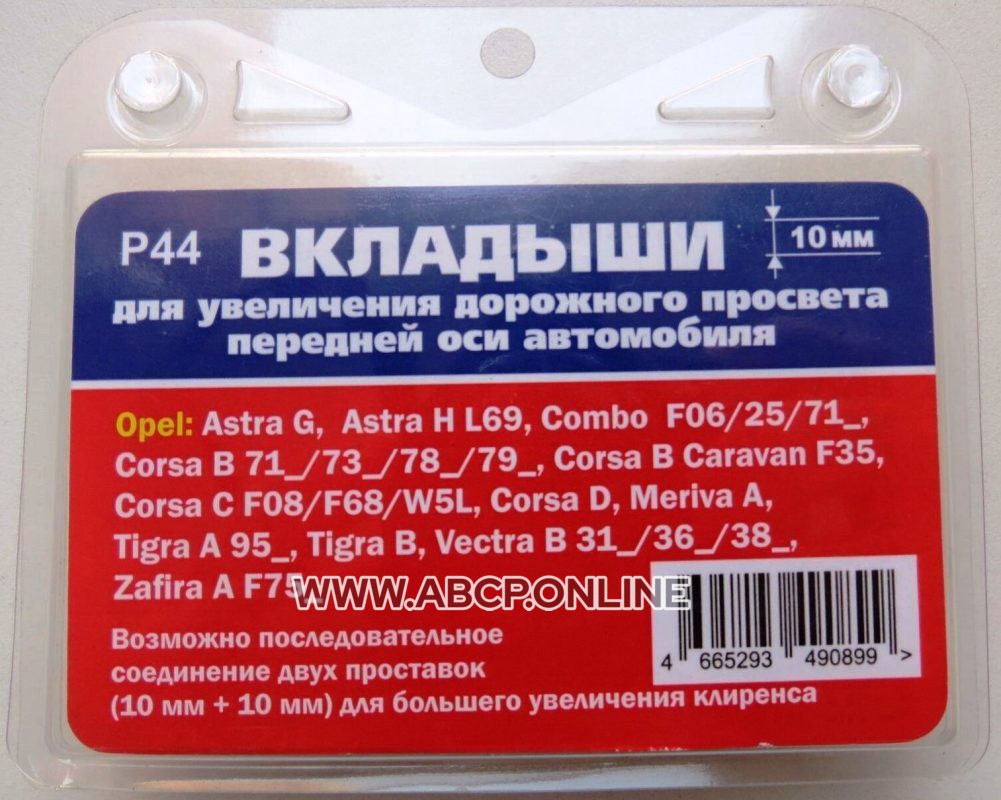 P44 ВКЛАДЫШИ 10 мм
для увеличения дорожного просвета
передней оси автомобиля
Opel: Astra G, Astra H L69, Combo F06/25/71_,
Corsa B 71_/73_/78_/79_, Corsa B Caravan F35,
Corsa C F08/F68/W5L, Corsa D, Meriva A,
Tigra A 95_, Tigra B, Vectra B 31_/36_/38_,
Zafira A F75_
WWW.ABCP.ONLINE
Возможно последовательное
соединение двух проставок
(10 мм + 10 мм) для большего увеличения клиренса
4 665293 490899 >